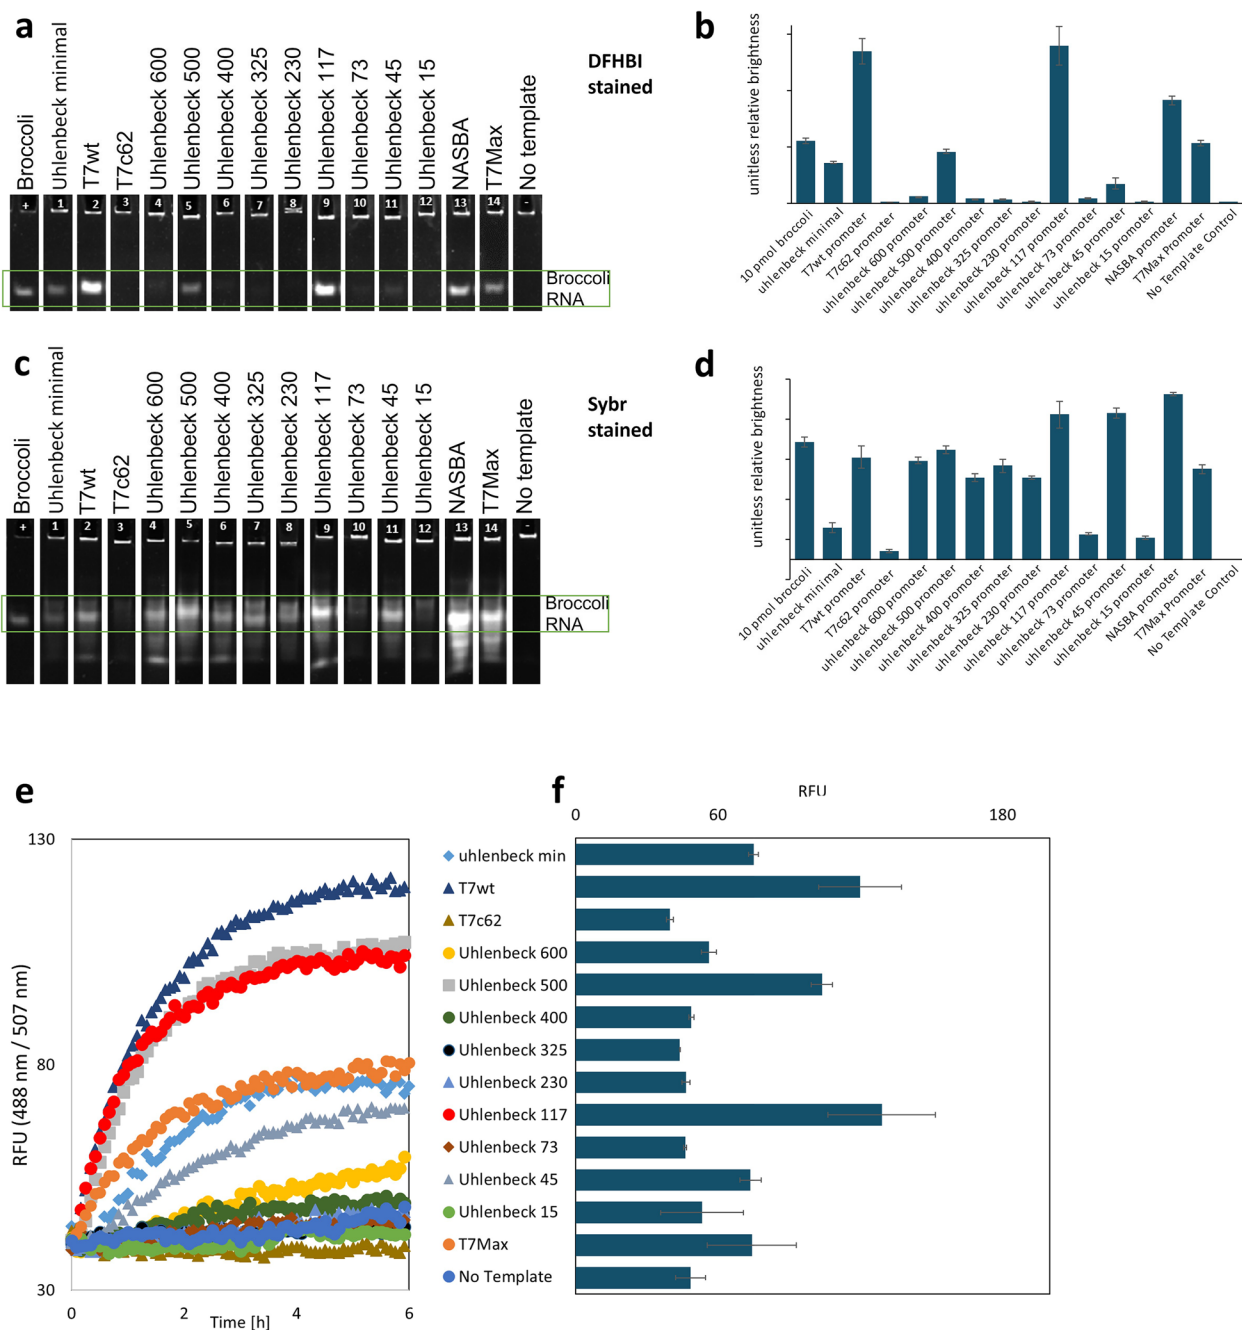 a
Broccoli
Uhlenbeck minimal
T7wt
T7c62
Uhlenbeck 600
Uhlenbeck 500
Uhlenbeck 400
Uhlenbeck 325
Uhlenbeck 230
Uhlenbeck 117
Uhlenbeck 73
Uhlenbeck 45
Uhlenbeck 15
NASBA
T7Max
No template
+ 1 2 3 4 5 6 7 8 9 10 11 12 13 14 -
Broccoli
RNA
DFHBI
stained
b
unitless relative brightness
10 pmol broccoli
uhlenbeck minimal
T7wt promoter
T7c62 promoter
uhlenbeck 600 promoter
uhlenbeck 500 promoter
uhlenbeck 400 promoter
uhlenbeck 325 promoter
uhlenbeck 230 promoter
uhlenbeck 117 promoter
uhlenbeck 73 promoter
uhlenbeck 45 promoter
uhlenbeck 15 promoter
NASBA promoter
T7Max Promoter
No Template Control
c
Broccoli
Uhlenbeck minimal
T7wt
T7c62
Uhlenbeck 600
Uhlenbeck 500
Uhlenbeck 400
Uhlenbeck 325
Uhlenbeck 230
Uhlenbeck 117
Uhlenbeck 73
Uhlenbeck 45
Uhlenbeck 15
NASBA
T7Max
No template
+ 1 2 3 4 5 6 7 8 9 10 11 12 13 14 -
Broccoli
RNA
Sybr
stained
d
unitless relative brightness
10 pmol broccoli
uhlenbeck minimal
T7wt promoter
T7c62 promoter
uhlenbeck 600 promoter
uhlenbeck 500 promoter
uhlenbeck 400 promoter
uhlenbeck 325 promoter
uhlenbeck 230 promoter
uhlenbeck 117 promoter
uhlenbeck 73 promoter
uhlenbeck 45 promoter
uhlenbeck 15 promoter
NASBA promoter
T7Max Promoter
No Template Control
e
130
80
30
RFU (488 nm / 507 nm)
0 2 4 6
Time [h]
uhlenbeck min
T7wt
T7c62
Uhlenbeck 600
Uhlenbeck 500
Uhlenbeck 400
Uhlenbeck 325
Uhlenbeck 230
Uhlenbeck 117
Uhlenbeck 73
Uhlenbeck 45
Uhlenbeck 15
T7Max
No Template
f
RFU
0 60 180